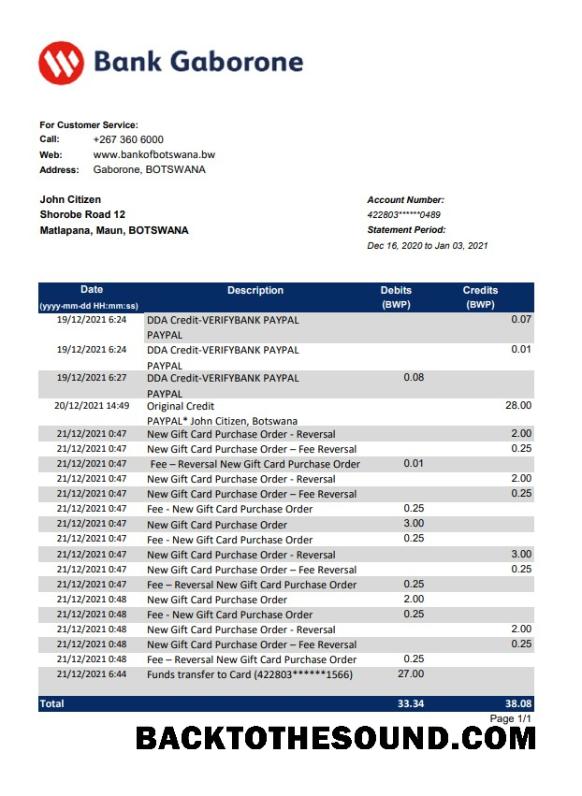 Bank Gaborone
For Customer Service:
Call: +267 360 6000
Web: www.bankofbotswana.bw
Address: Gaborone, BOTSWANA
John Citizen
Shorobe Road 12
Matlapana, Maun, BOTSWANA
Account Number:
422803******0489
Statement Period:
Dec 16, 2020 to Jan 03, 2021
Date Description Debits Credits
(yyyy-mm-dd HH:mm:ss) (BWP) (BWP)
19/12/2021 6:24 DDA Credit-VERIFYBANK PAYPAL 0.07
PAYPAL
19/12/2021 6:24 DDA Credit-VERIFYBANK PAYPAL 0.01
PAYPAL
19/12/2021 6:27 DDA Credit-VERIFYBANK PAYPAL 0.08
PAYPAL
20/12/2021 14:49 Original Credit 28.00
PAYPAL* John Citizen, Botswana
21/12/2021 0:47 New Gift Card Purchase Order - Reversal 2.00
21/12/2021 0:47 New Gift Card Purchase Order – Fee Reversal 0.25
21/12/2021 0:47 Fee – Reversal New Gift Card Purchase Order 0.01
21/12/2021 0:47 New Gift Card Purchase Order - Reversal 2.00
21/12/2021 0:47 New Gift Card Purchase Order – Fee Reversal 0.25
21/12/2021 0:47 Fee - New Gift Card Purchase Order 0.25
21/12/2021 0:47 New Gift Card Purchase Order 3.00
21/12/2021 0:47 Fee - New Gift Card Purchase Order 0.25
21/12/2021 0:47 New Gift Card Purchase Order - Reversal 3.00
21/12/2021 0:47 New Gift Card Purchase Order – Fee Reversal 0.25
21/12/2021 0:47 Fee – Reversal New Gift Card Purchase Order 0.25
21/12/2021 0:48 New Gift Card Purchase Order 2.00
21/12/2021 0:48 Fee - New Gift Card Purchase Order 0.25
21/12/2021 0:48 New Gift Card Purchase Order - Reversal 2.00
21/12/2021 0:48 New Gift Card Purchase Order – Fee Reversal 0.25
21/12/2021 0:48 Fee – Reversal New Gift Card Purchase Order 0.25
21/12/2021 6:44 Funds transfer to Card (422803******1566) 27.00
Total 33.34 38.08
Page 1/1
BACKTOTHESOUND.COM